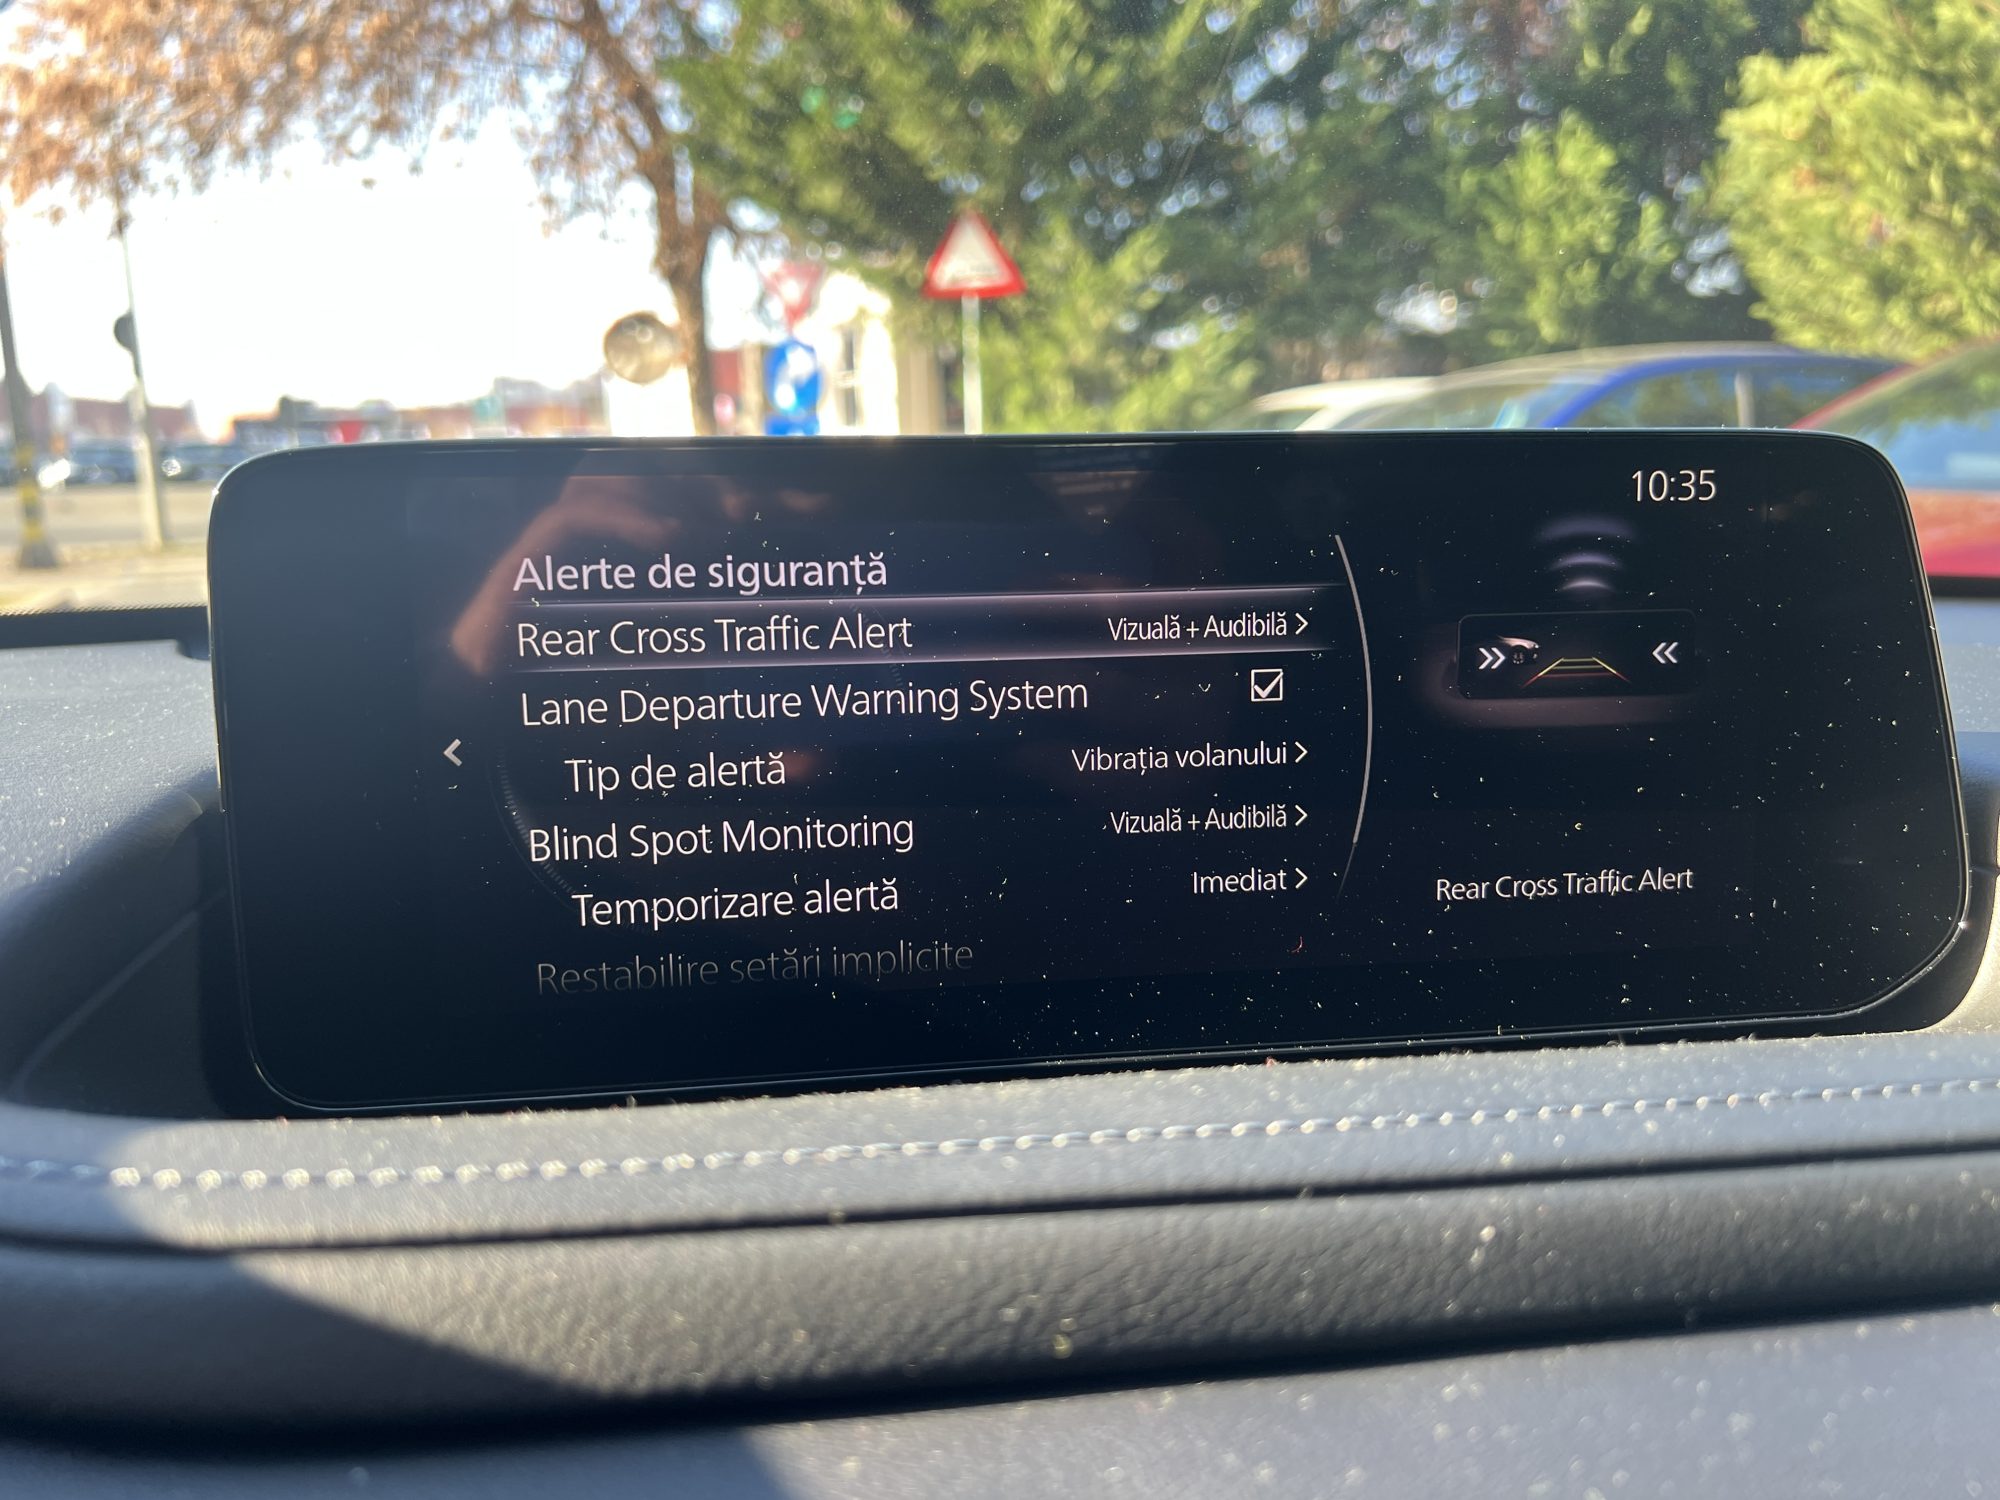 10:35
Alerte de siguranță
Rear Cross Traffic Alert Vizuală + Audibilă >
Lane Departure Warning System
Tip de alertă Vibrația volanului >
Blind Spot Monitoring Vizuală + Audibilă >
Temporizare alertă Imediat >
Restabilire setări implicite
Rear Cross Traffic Alert